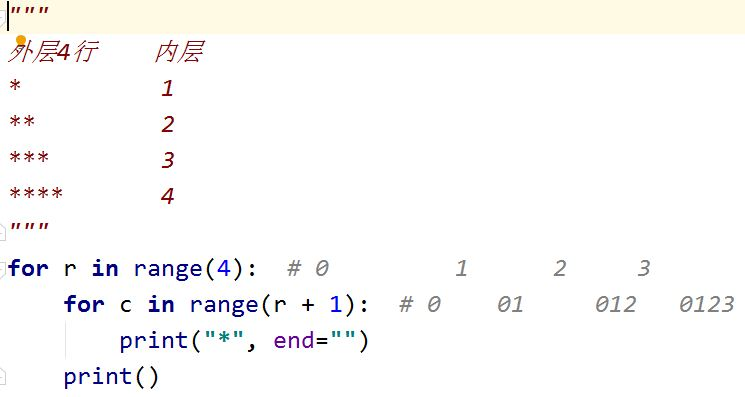 """
外层4行    内层
*          1
**         2
***        3
****       4
"""
for r in range(4):  # 0         1      2     3
    for c in range(r + 1):  # 0    01     012   0123
        print("*", end="")
    print()